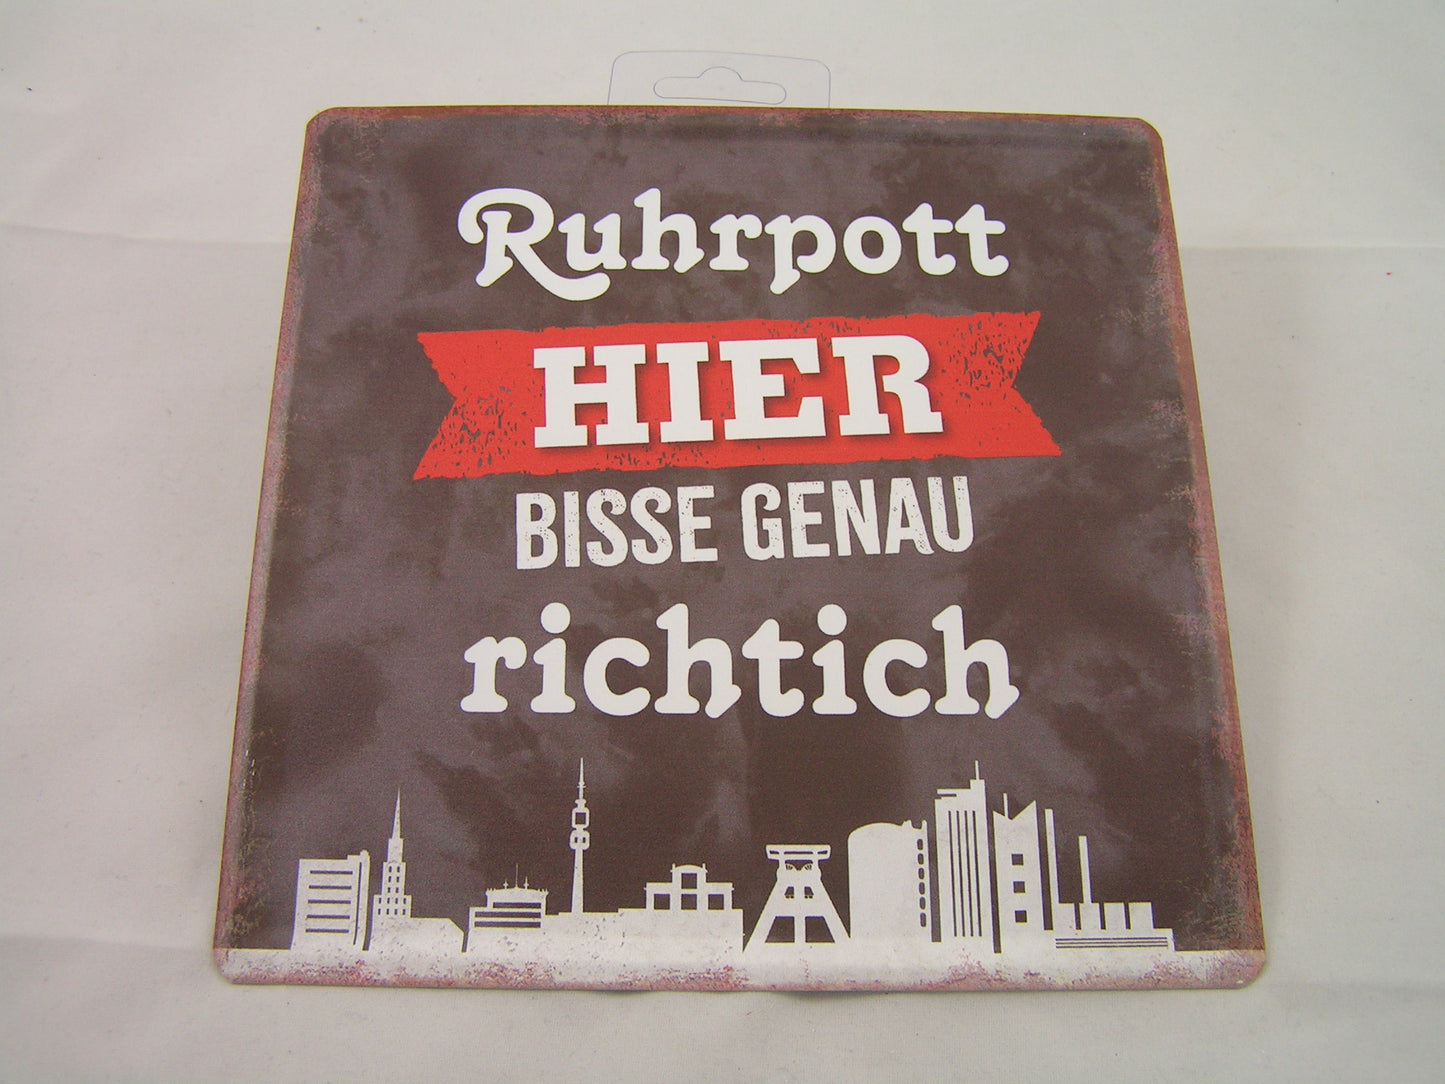 Ruhrpott
HIER
BISSE GENAU
richtich